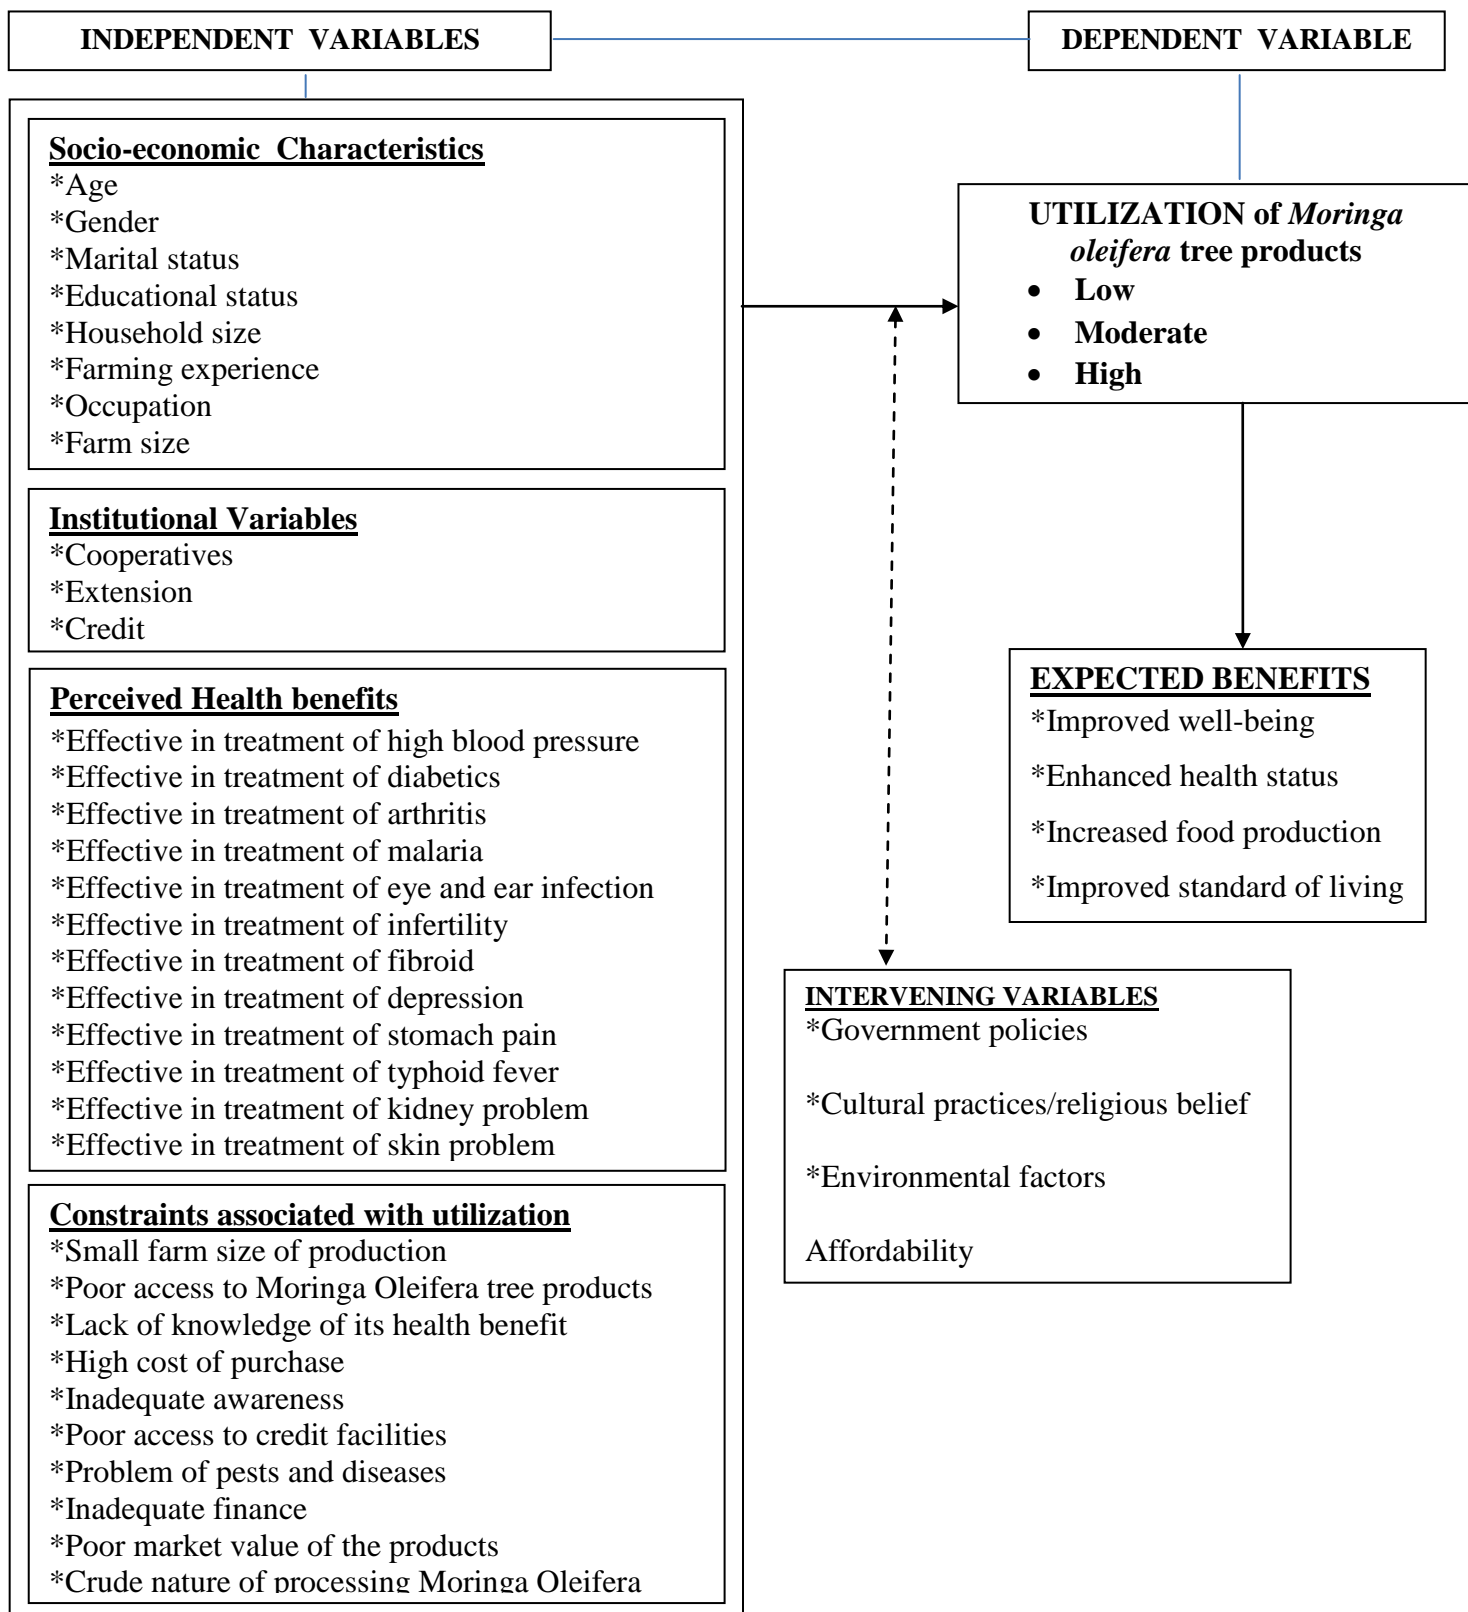 INDEPENDENT VARIABLES
DEPENDENT VARIABLE
Socio-economic Characteristics
*Age
*Gender
*Marital status
*Educational status
*Household size
*Farming experience
*Occupation
*Farm size
Institutional Variables
*Cooperatives
*Extension
*Credit
Perceived Health benefits
*Effective in treatment of high blood pressure
*Effective in treatment of diabetics
*Effective in treatment of arthritis
*Effective in treatment of malaria
*Effective in treatment of eye and ear infection
*Effective in treatment of infertility
*Effective in treatment of fibroid
*Effective in treatment of depression
*Effective in treatment of stomach pain
*Effective in treatment of typhoid fever
*Effective in treatment of kidney problem
*Effective in treatment of skin problem
Constraints associated with utilization
*Small farm size of production
*Poor access to Moringa Oleifera tree products
*Lack of knowledge of its health benefit
*High cost of purchase
*Inadequate awareness
*Poor access to credit facilities
*Problem of pests and diseases
*Inadequate finance
*Poor market value of the products
*Crude nature of processing Moringa Oleifera
UTILIZATION of Moringa
oleifera tree products
• Low
• Moderate
• High
EXPECTED BENEFITS
*Improved well-being
*Enhanced health status
*Increased food production
*Improved standard of living
INTERVENING VARIABLES
*Government policies
*Cultural practices/religious belief
*Environmental factors
Affordability